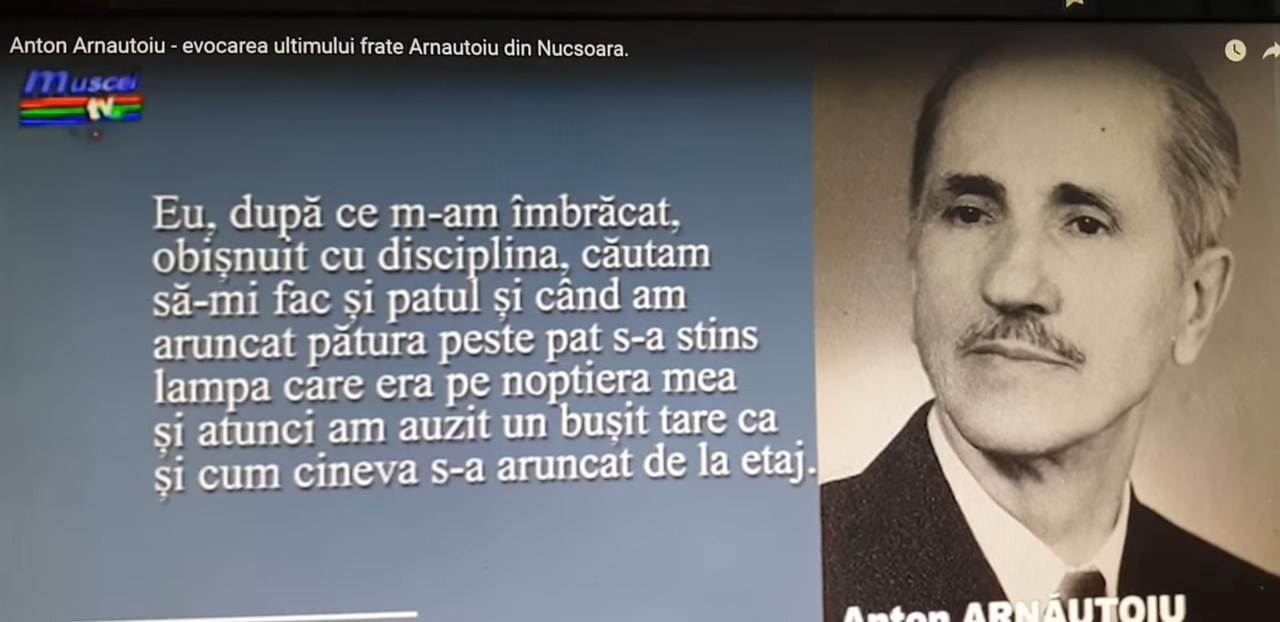 Anton Arnautoiu - evocarea ultimului frate Arnautoiu din Nucsoara.
Muscel
tv
Eu, după ce m-am îmbrăcat,
obișnuit cu disciplina, căutam
să-mi fac și patul și când am
aruncat pătura peste pat s-a stins
lampa care era pe noptiera mea
și atunci am auzit un bușit tare ca
și cum cineva s-a aruncat de la etaj.
Anton ARNĂUȚOIU